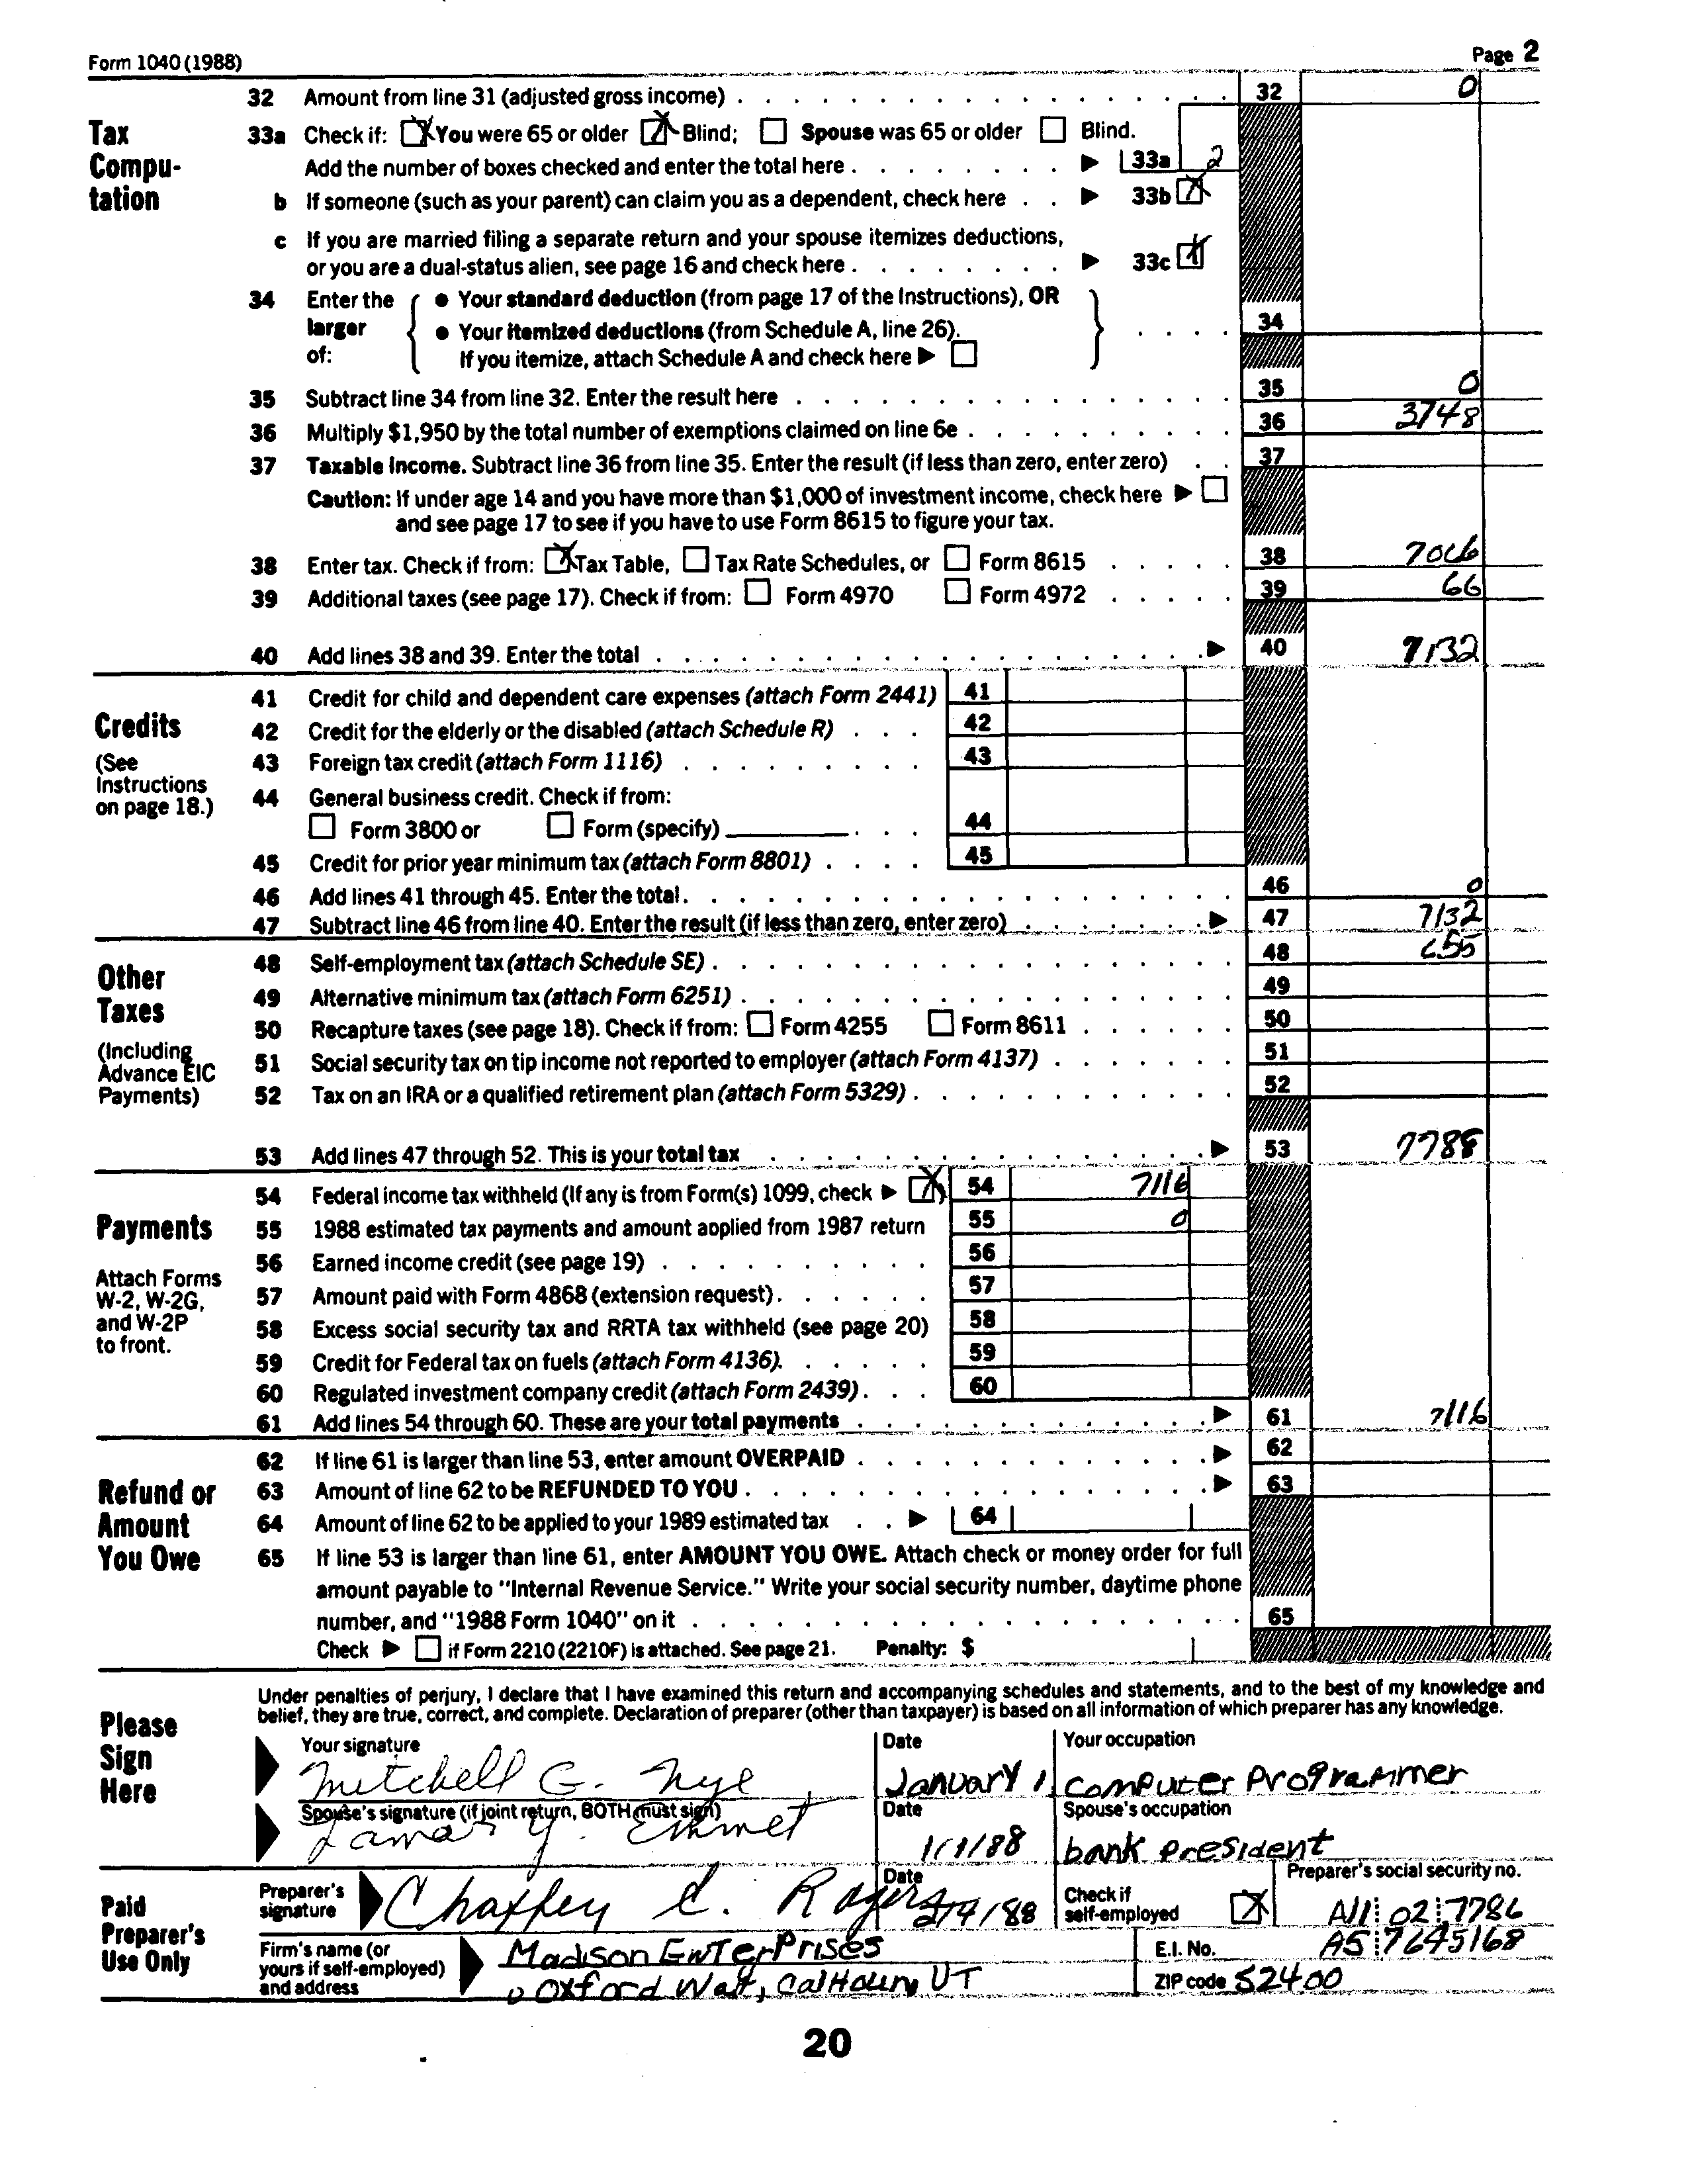 Form 1040 (1988) Page 2
32 Amount from line 31 (adjusted gross income) 32 0
Tax Compu-tation
33a Check if: X You were 65 or older X Blind; Spouse was 65 or older Blind.
Add the number of boxes checked and enter the total here 33a 2
b If someone (such as your parent) can claim you as a dependent, check here 33b X
c If you are married filing a separate return and your spouse itemizes deductions,
or you are a dual-status alien, see page 16 and check here 33c X
34 Enter the larger of: { • Your standard deduction (from page 17 of the Instructions), OR
• Your itemized deductions (from Schedule A, line 26). } 34
If you itemize, attach Schedule A and check here
35 Subtract line 34 from line 32. Enter the result here 35 0
36 Multiply $1,950 by the total number of exemptions claimed on line 6e 36 3748
37 Taxable income. Subtract line 36 from line 35. Enter the result (if less than zero, enter zero) 37
Caution: If under age 14 and you have more than $1,000 of investment income, check here
and see page 17 to see if you have to use Form 8615 to figure your tax.
38 Enter tax. Check if from: X Tax Table, Tax Rate Schedules, or Form 8615 38
39 Additional taxes (see page 17). Check if from: Form 4970 Form 4972 39 66
40 Add lines 38 and 39. Enter the total 40 7132
Credits
(See Instructions on page 18.)
41 Credit for child and dependent care expenses (attach Form 2441) 41
42 Credit for the elderly or the disabled (attach Schedule R) 42
43 Foreign tax credit (attach Form 1116) 43
44 General business credit. Check if from:
Form 3800 or Form (specify) 44
45 Credit for prior year minimum tax (attach Form 8801) 45
46 Add lines 41 through 45. Enter the total 46 0
47 Subtract line 46 from line 40. Enter the result (if less than zero, enter zero) 47 7132
Other Taxes
(Including Advance EIC Payments)
48 Self-employment tax (attach Schedule SE) 48 655
49 Alternative minimum tax (attach Form 6251) 49
50 Recapture taxes (see page 18). Check if from: Form 4255 Form 8611 50
51 Social security tax on tip income not reported to employer (attach Form 4137) 51
52 Tax on an IRA or a qualified retirement plan (attach Form 5329) 52
53 Add lines 47 through 52. This is your total tax 53 7788
Payments
Attach Forms W-2, W-2G, and W-2P to front.
54 Federal income tax withheld (If any is from Form(s) 1099, check X 54 7116
55 1988 estimated tax payments and amount applied from 1987 return 55 0
56 Earned income credit (see page 19) 56
57 Amount paid with Form 4868 (extension request) 57
58 Excess social security tax and RRTA tax withheld (see page 20) 58
59 Credit for Federal tax on fuels (attach Form 4136) 59
60 Regulated investment company credit (attach Form 2439) 60
61 Add lines 54 through 60. These are your total payments 61 7116
Refund or Amount You Owe
62 If line 61 is larger than line 53, enter amount OVERPAID 62
63 Amount of line 62 to be REFUNDED TO YOU 63
64 Amount of line 62 to be applied to your 1989 estimated tax 64
65 If line 53 is larger than line 61, enter AMOUNT YOU OWE. Attach check or money order for full
amount payable to "Internal Revenue Service." Write your social security number, daytime phone
number, and "1988 Form 1040" on it 65
Check if Form 2210 (2210F) is attached. See page 21. Penalty: $
Please Sign Here
Under penalties of perjury, I declare that I have examined this return and accompanying schedules and statements, and to the best of my knowledge and
belief, they are true, correct, and complete. Declaration of preparer (other than taxpayer) is based on all information of which preparer has any knowledge.
Your signature Date Your occupation
Mitchell G. Nye January 1, Computer Programmer
Spouse's signature (if joint return, BOTH must sign) Date Spouse's occupation
Lamar Y. Emmet 1/1/88 bank President
Paid Preparer's Use Only
Preparer's signature Date Check if self-employed X Preparer's social security no.
Chaffey C. Rogers /88 02 7786
Firm's name (or yours if self-employed) and address
Madison Enterprises E.I. No. AS 7645168
Oxford Way, Calhoun, VT ZIP code 52400
20